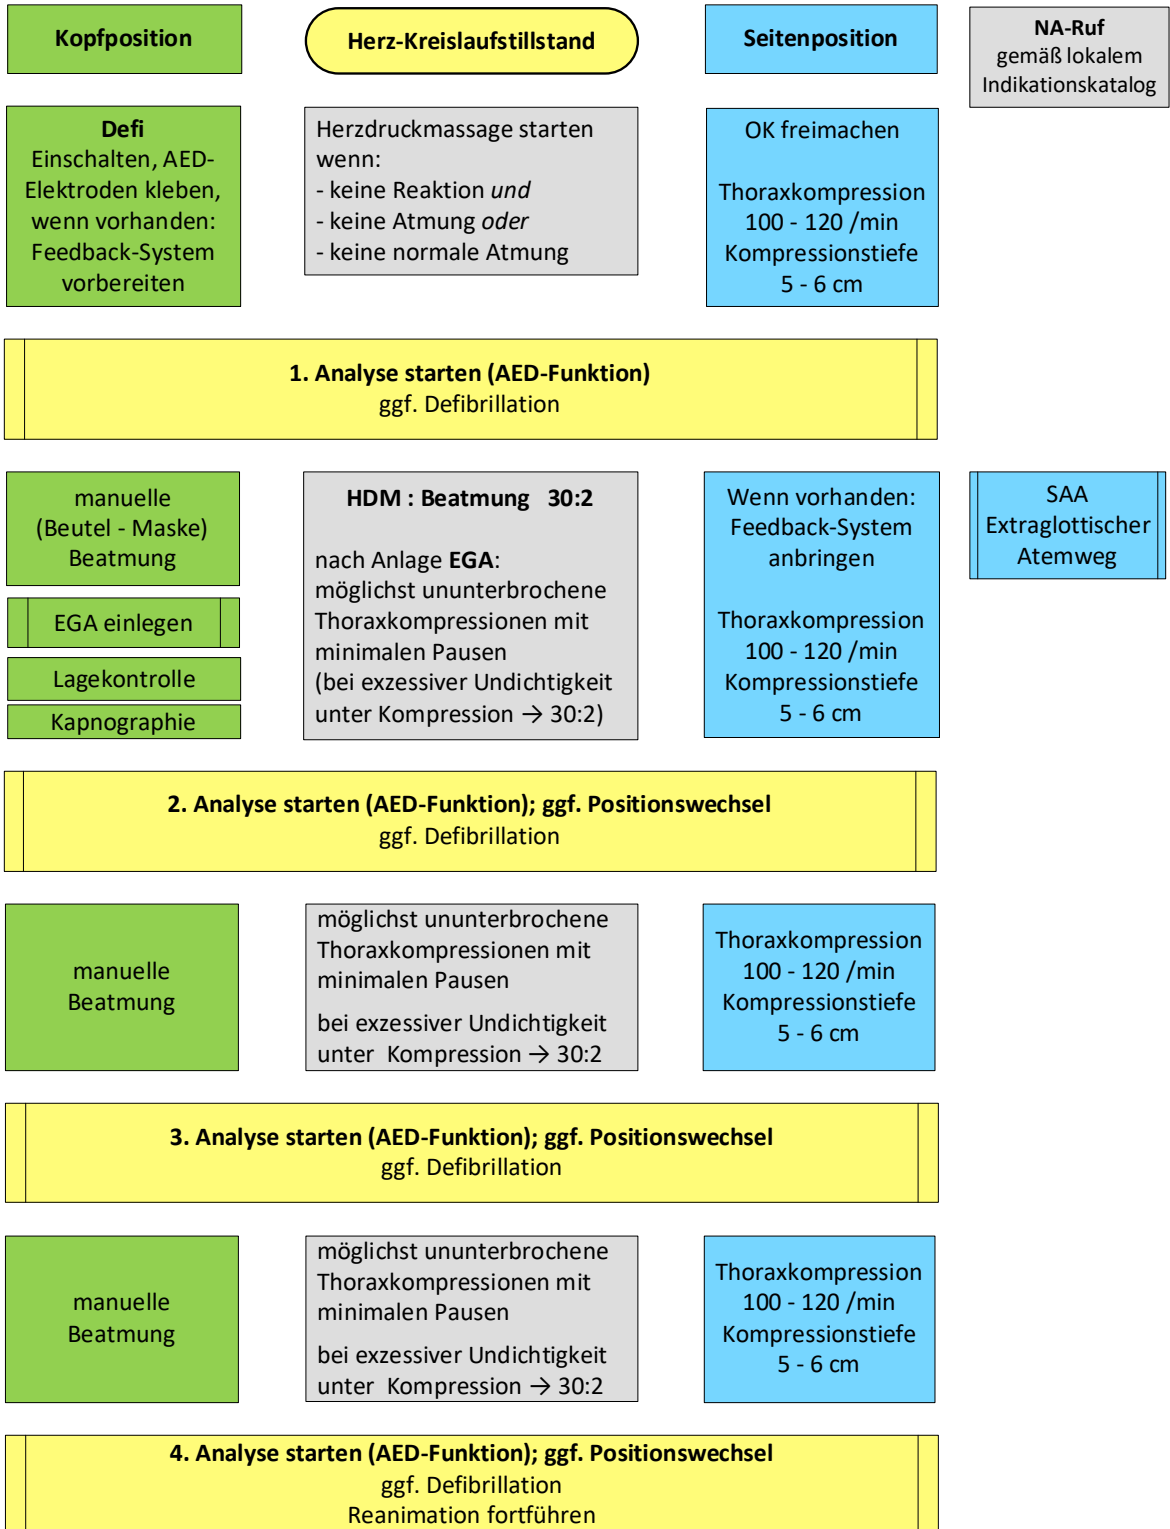 Kopfposition
Herz-Kreislaufstillstand
Seitenposition
NA-Ruf
gemäß lokalem
Indikationskatalog
Defi
Einschalten, AED-
Elektroden kleben,
wenn vorhanden:
Feedback-System
vorbereiten
Herzdruckmassage starten
wenn:
- keine Reaktion und
- keine Atmung oder
- keine normale Atmung
OK freimachen
Thoraxkompression
100 - 120 /min
Kompressionstiefe
5 - 6 cm
1. Analyse starten (AED-Funktion)
ggf. Defibrillation
manuelle
(Beutel - Maske)
Beatmung
EGA einlegen
Lagekontrolle
Kapnographie
HDM : Beatmung 30:2
nach Anlage EGA:
möglichst ununterbrochene
Thoraxkompressionen mit
minimalen Pausen
(bei exzessiver Undichtigkeit
unter Kompression → 30:2)
Wenn vorhanden:
Feedback-System
anbringen
Thoraxkompression
100 - 120 /min
Kompressionstiefe
5 - 6 cm
SAA
Extraglottischer
Atemweg
2. Analyse starten (AED-Funktion); ggf. Positionswechsel
ggf. Defibrillation
manuelle
Beatmung
möglichst ununterbrochene
Thoraxkompressionen mit
minimalen Pausen
bei exzessiver Undichtigkeit
unter Kompression → 30:2
Thoraxkompression
100 - 120 /min
Kompressionstiefe
5 - 6 cm
3. Analyse starten (AED-Funktion); ggf. Positionswechsel
ggf. Defibrillation
manuelle
Beatmung
möglichst ununterbrochene
Thoraxkompressionen mit
minimalen Pausen
bei exzessiver Undichtigkeit
unter Kompression → 30:2
Thoraxkompression
100 - 120 /min
Kompressionstiefe
5 - 6 cm
4. Analyse starten (AED-Funktion); ggf. Positionswechsel
ggf. Defibrillation
Reanimation fortführen